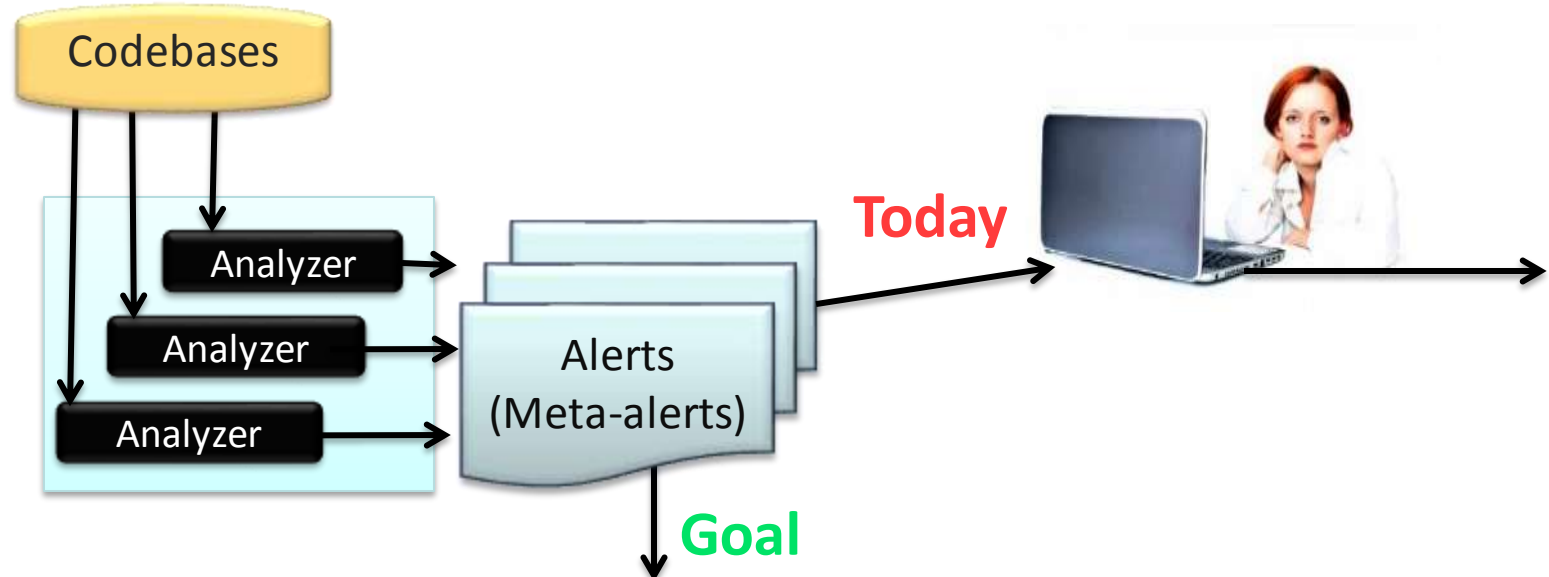 Codebases
Analyzer
Analyzer
Analyzer
Alerts
(Meta-alerts)
Today
Goal